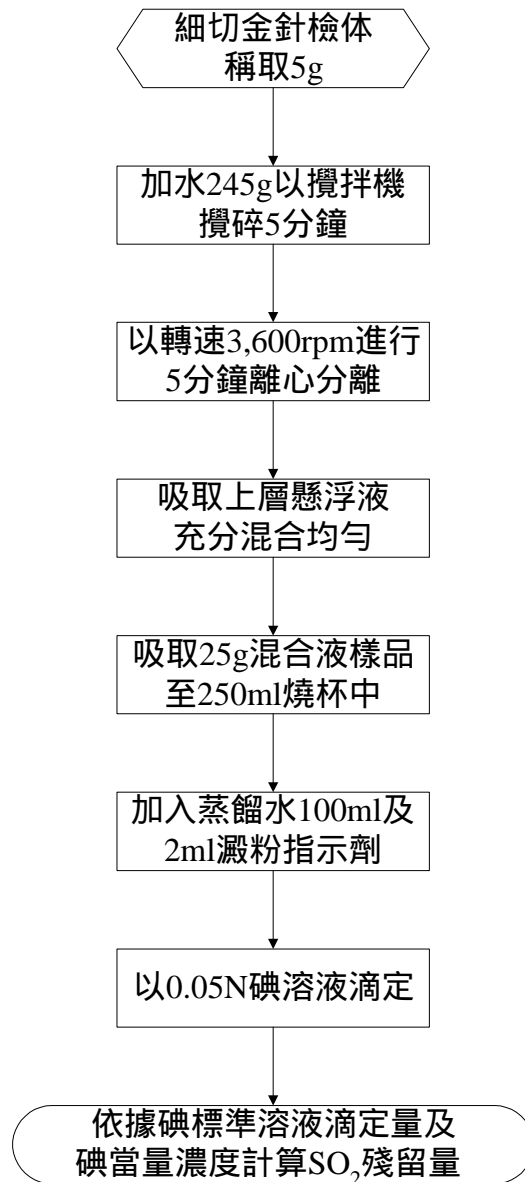 細切金針檢体
稱取5g
加水245g以攪拌機
攪碎5分鐘
以轉速3,600rpm進行
5分鐘離心分離
吸取上層懸浮液
充分混合均勻
吸取25g混合液樣品
至250ml燒杯中
加入蒸餾水100ml及
2ml澱粉指示劑
以0.05N碘溶液滴定
依據碘標準溶液滴定量及
碘當量濃度計算SO₂殘留量